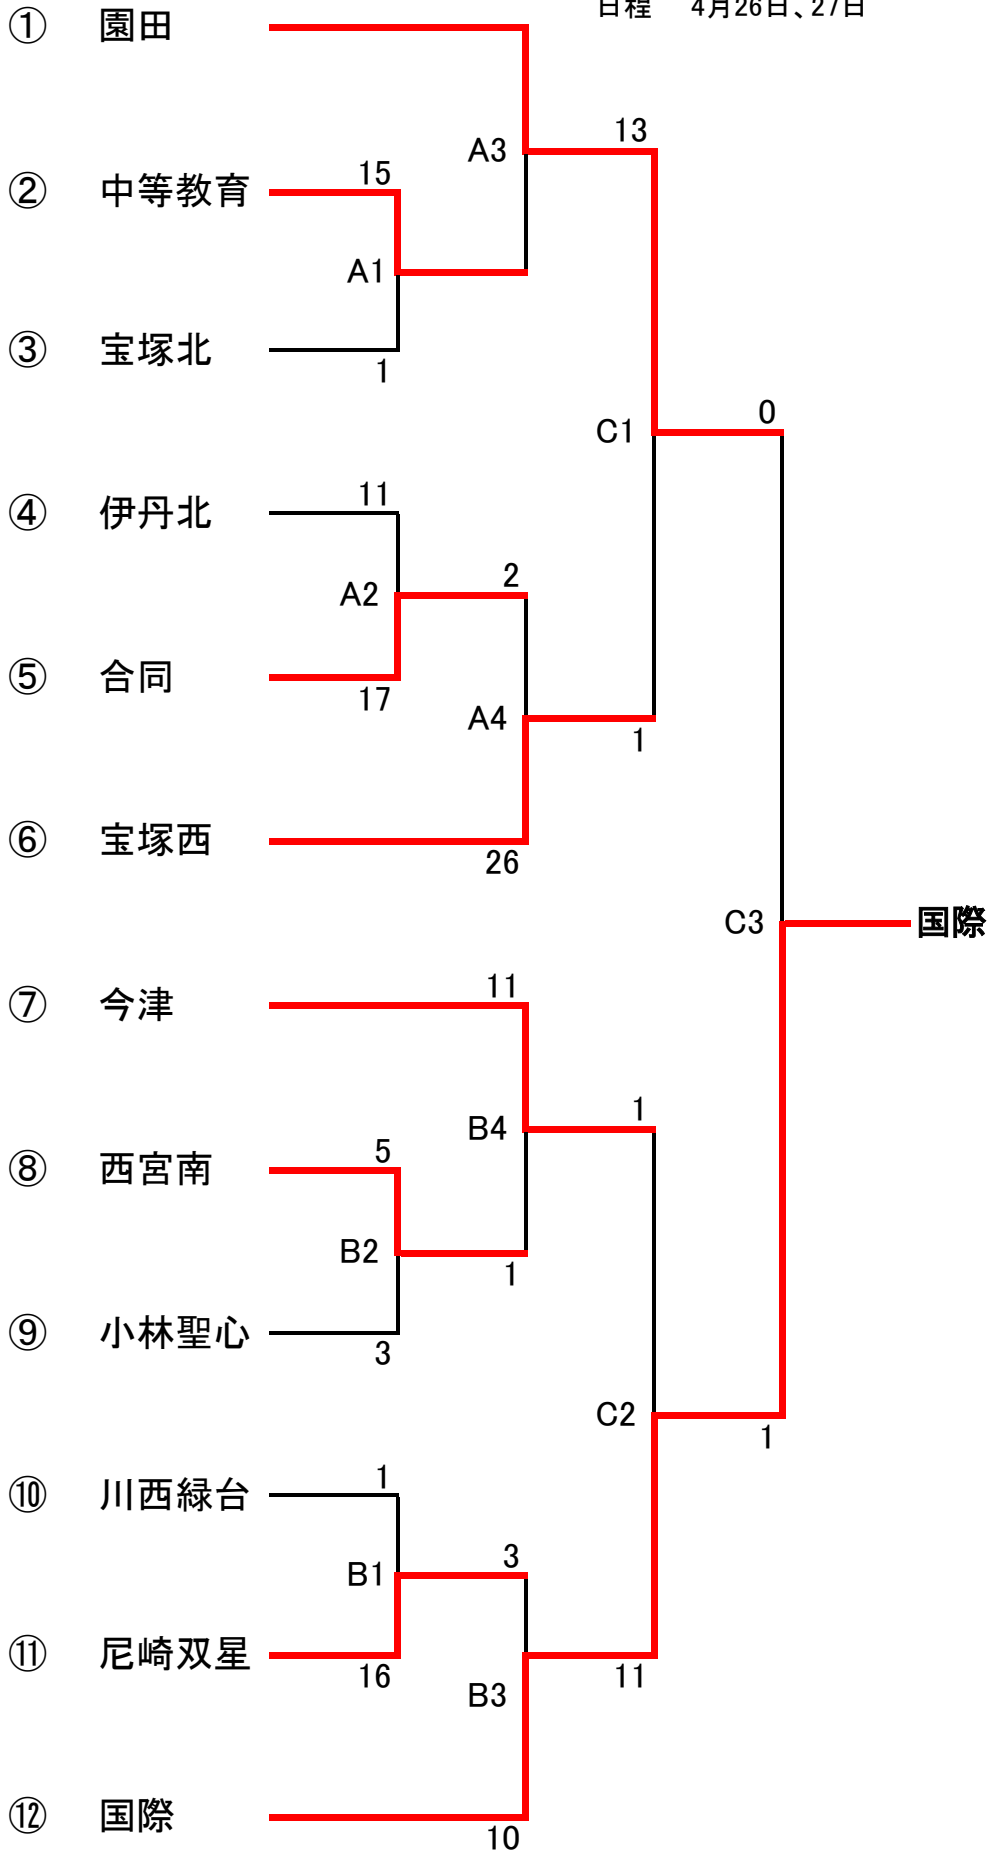 日程 4月26日、27日
① 園田
13
A3
15
② 中等教育
A1
③ 宝塚北
1
0
C1
11
④ 伊丹北
2
A2
⑤ 合同
17
A4
1
⑥ 宝塚西
26
C3
国際
11
⑦ 今津
1
B4
5
⑧ 西宮南
B2
1
⑨ 小林聖心
3
C2
1
1
⑩ 川西緑台
3
B1
⑪ 尼崎双星
16
11
B3
⑫ 国際
10